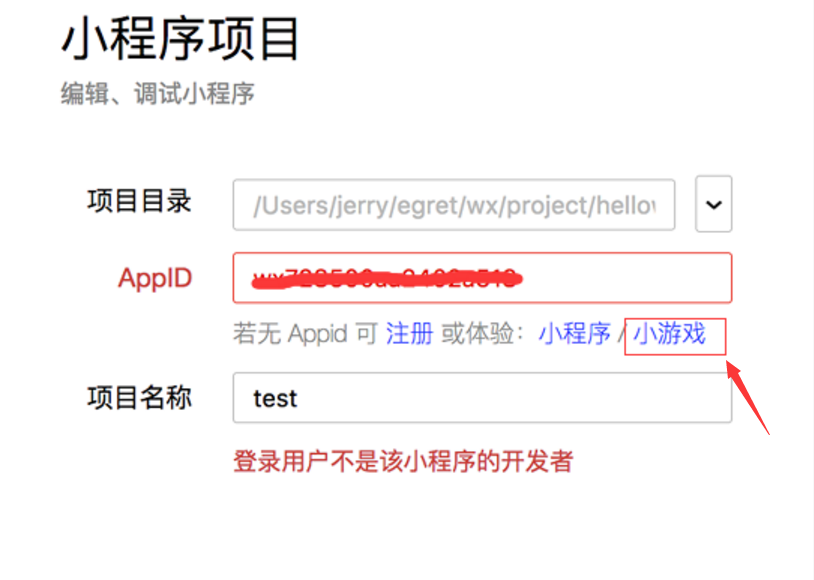 小程序项目
编辑、调试小程序
项目目录 /Users/jerry/egret/wx/project/hello
AppID
若无 Appid 可 注册 或体验： 小程序 / 小游戏
项目名称 test
登录用户不是该小程序的开发者